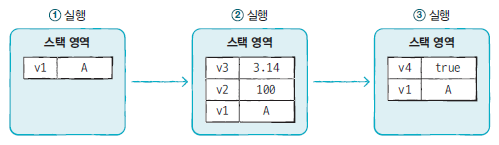 ① 실행
② 실행
③ 실행
스택 영역
스택 영역
스택 영역
v1 A
v3 3.14
v2 100
v1 A
v4 true
v1 A